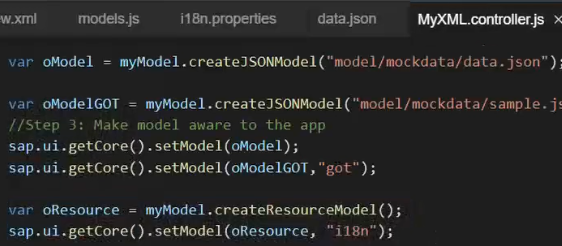 ew.xml models.js i18n.properties data.json MyXML.controller.js ×
var oModel = myModel.createJSONModel("model/mockdata/data.json");
var oModelGOT = myModel.createJSONModel("model/mockdata/sample.js
//Step 3: Make model aware to the app
sap.ui.getCore().setModel(oModel);
sap.ui.getCore().setModel(oModelGOT,"got");
var oResource = myModel.createResourceModel();
sap.ui.getCore().setModel(oResource, "i18n");